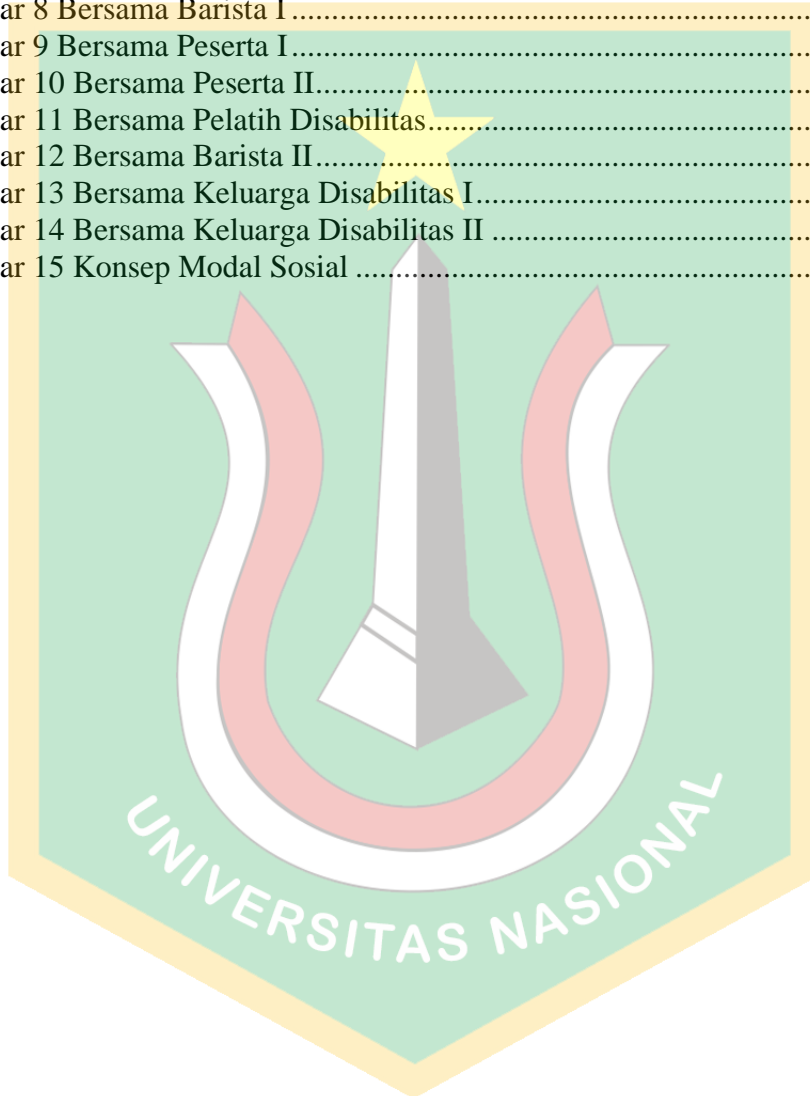 ar 8 Bersama Barista I ........................................................................
ar 9 Bersama Peserta I ........................................................................
ar 10 Bersama Peserta II.....................................................................
ar 11 Bersama Pelatih Disabilitas.......................................................
ar 12 Bersama Barista II.....................................................................
ar 13 Bersama Keluarga Disabilitas I.................................................
ar 14 Bersama Keluarga Disabilitas II ...............................................
ar 15 Konsep Modal Sosial ................................................................
UNIVERSITAS NASIONAL